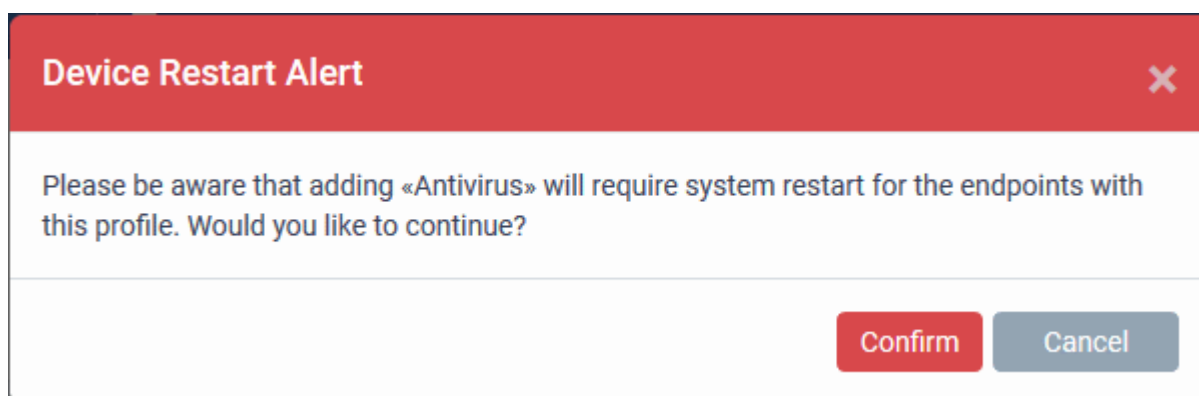 Device Restart Alert
Please be aware that adding «Antivirus» will require system restart for the endpoints with
this profile. Would you like to continue?
Confirm
Cancel